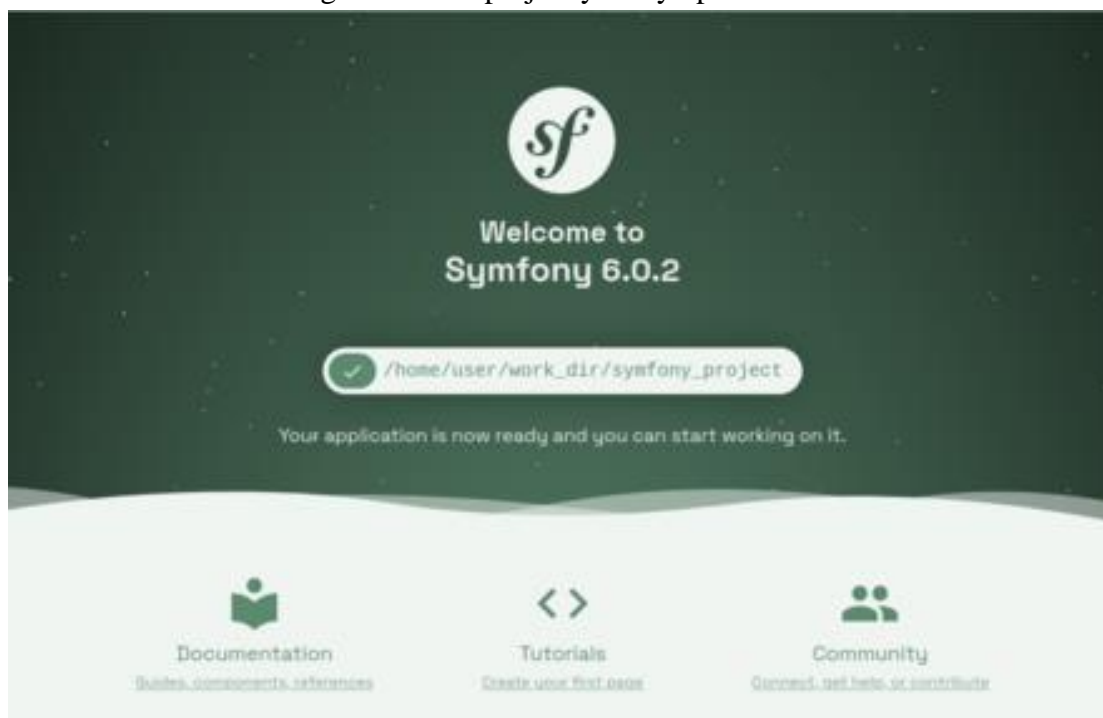 sf
Welcome to
Symfony 6.0.2
/home/user/work_dir/symfony_project
Your application is now ready and you can start working on it.
Documentation
Tutorials
Community
Guides, components, references
Create your first page
Connect, get help, or contribute